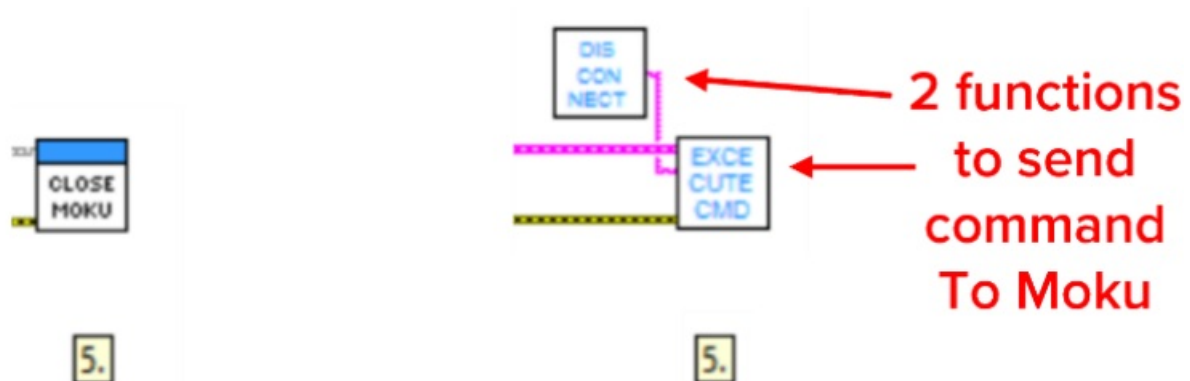 CLOSE
MOKU
5.
DIS
CON
NECT
EXCE
CUTE
CMD
5.
2 functions
to send
command
To Moku